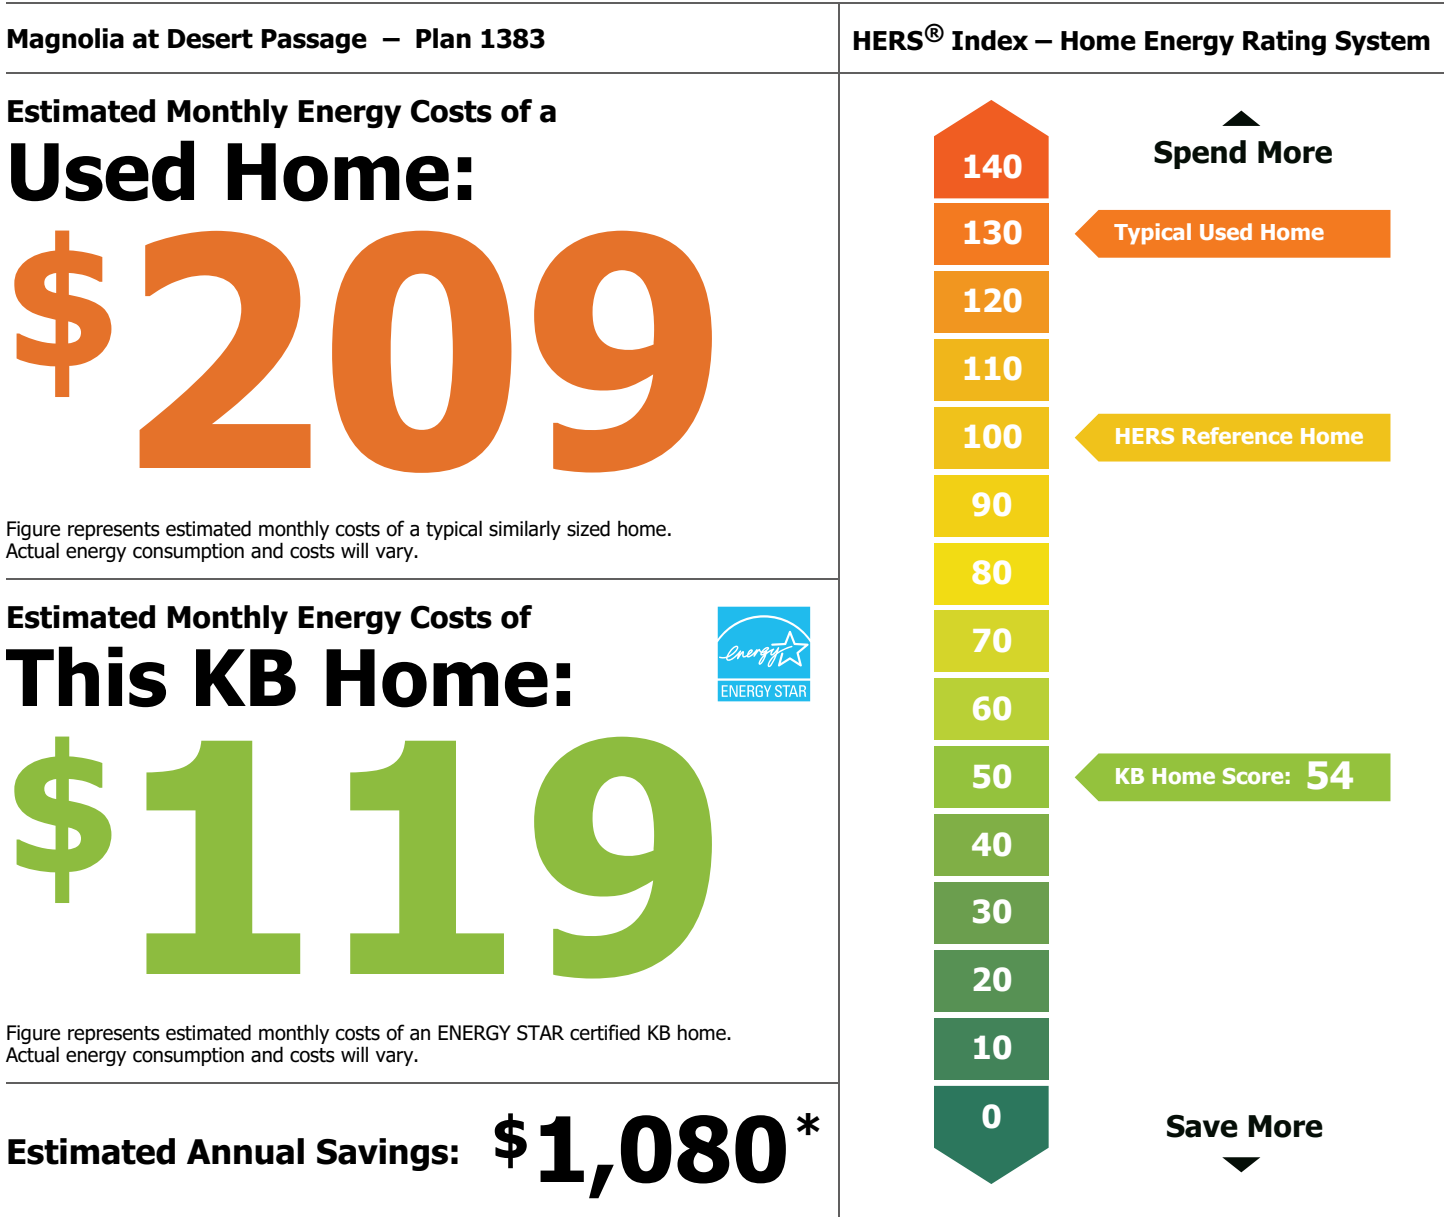 Magnolia at Desert Passage – Plan 1383
Estimated Monthly Energy Costs of a
Used Home:
$209
Figure represents estimated monthly costs of a typical similarly sized home.
Actual energy consumption and costs will vary.
Estimated Monthly Energy Costs of
This KB Home:
energy
ENERGY STAR
$119
Figure represents estimated monthly costs of an ENERGY STAR certified KB home.
Actual energy consumption and costs will vary.
Estimated Annual Savings: $1,080*
HERS® Index – Home Energy Rating System
Spend More
140
130 Typical Used Home
120
110
100 HERS Reference Home
90
80
70
60
50 KB Home Score: 54
40
30
20
10
0
Save More